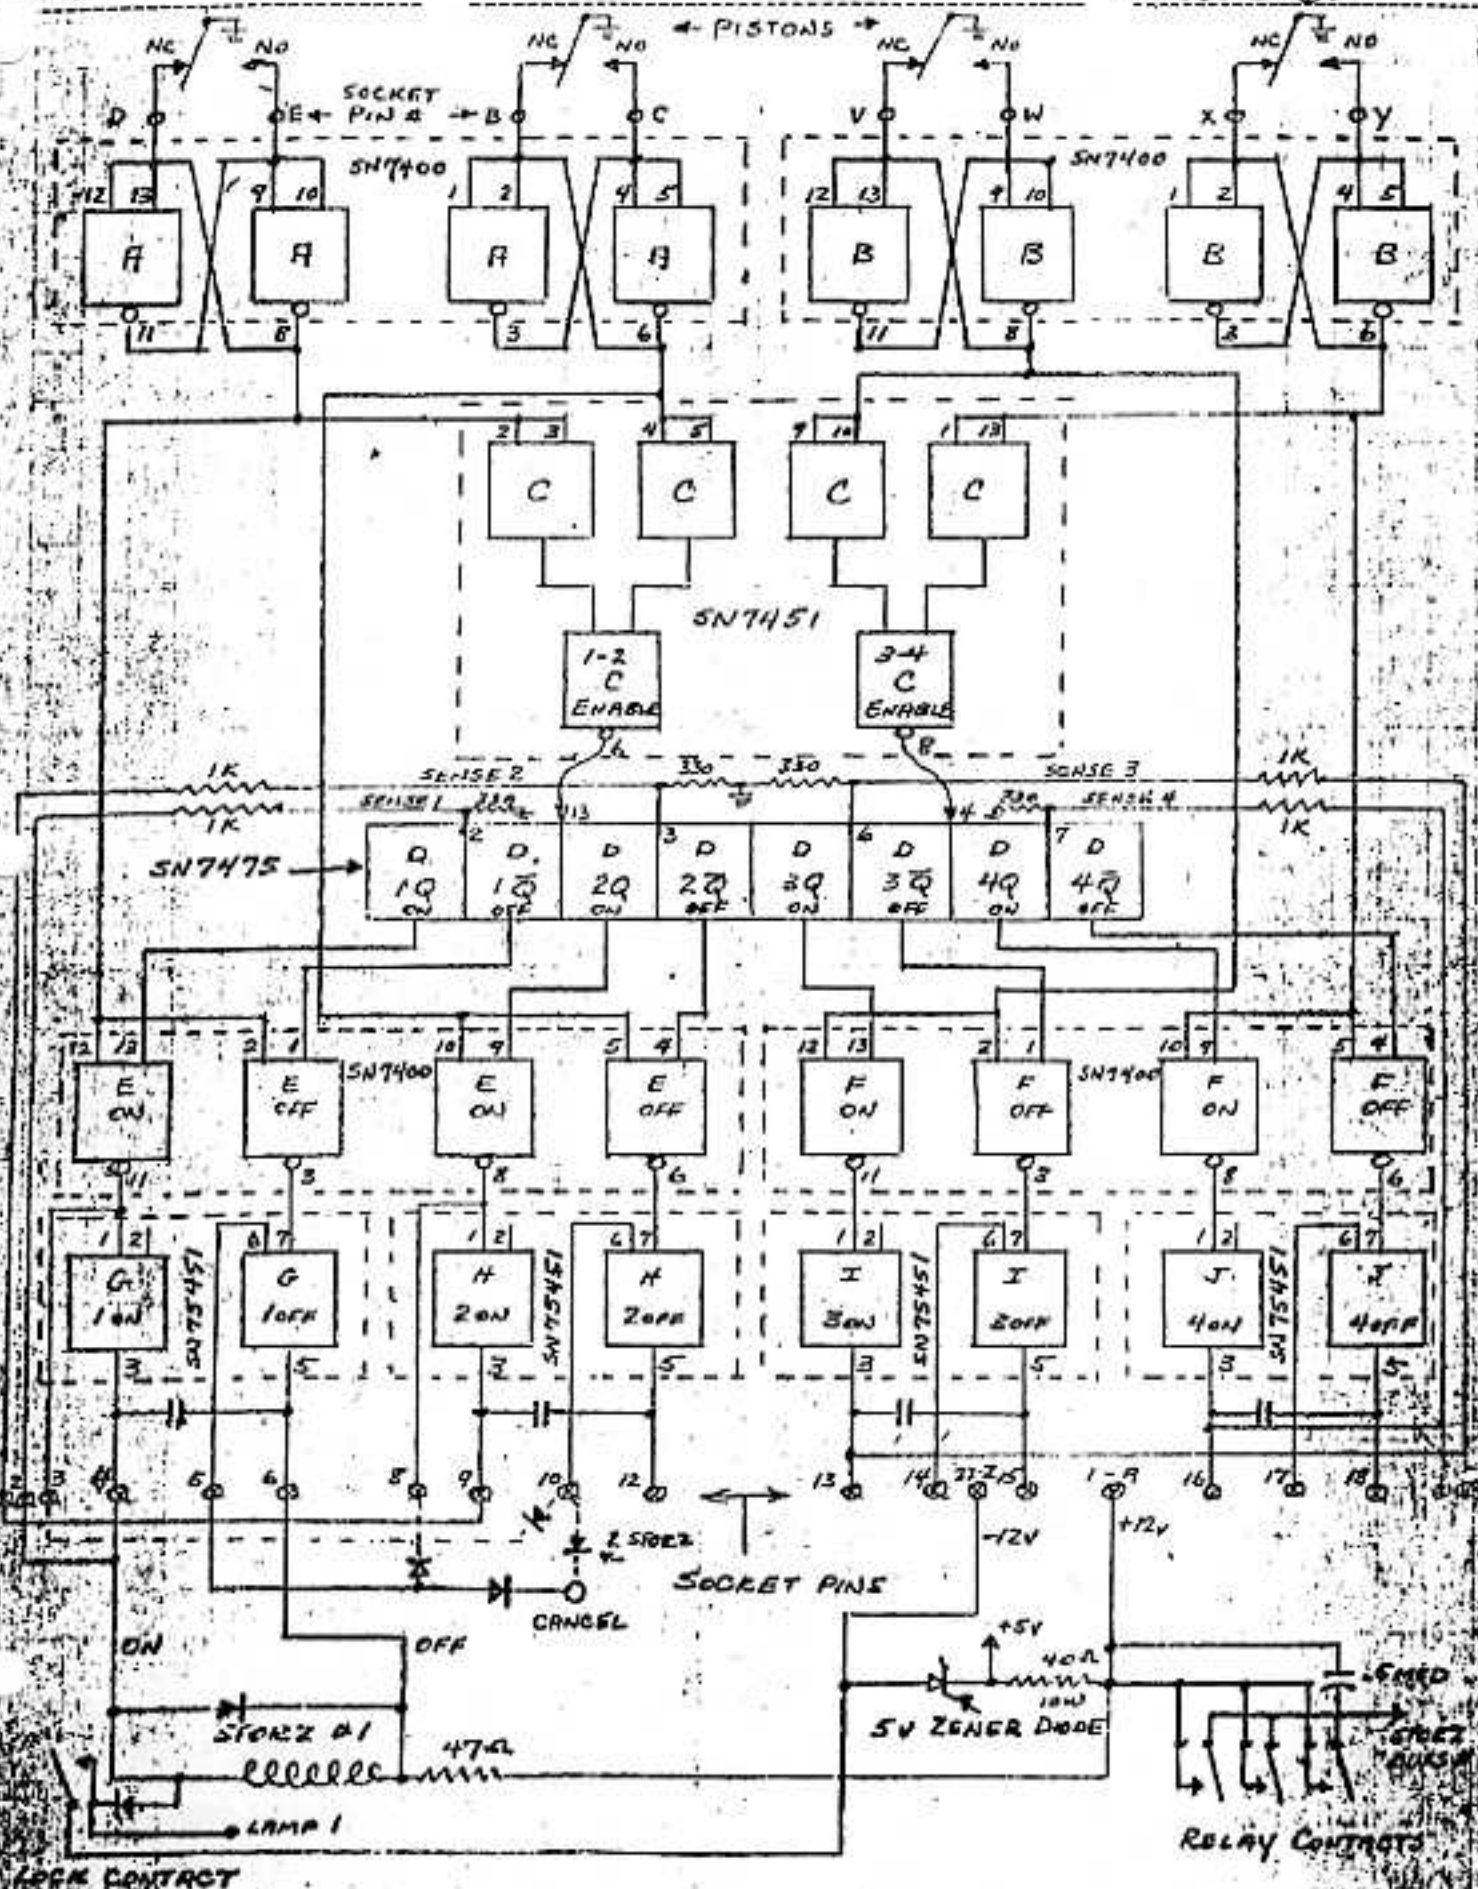 ← PISTONS →
NC NO NC NO NC NO NC NO
D E ← SOCKET PIN # → B C V W X Y
SN7400 SN7400
12 13 9 10 1 2 4 5 12 13 9 10 1 2 4 5
A A A A B B B B
11 8 3 6 11 8 3 6
2 3 4 5 9 10 1 13
C C C C
SN7451
1-2 C ENABLE
3-4 C ENABLE
6 8
1K SENSE 2 330 330 SENSE 3 1K
1K SENSE 1 13 4 SENSE 4 1K
SN7475
2 3 6 7
D D D D D D D D
1Q 1Q̅ 2Q 2Q̅ 3Q 3Q̅ 4Q 4Q̅
ON OFF ON OFF ON OFF ON OFF
12 13 2 1 10 9 5 4 12 13 2 1 10 9 5 4
SN7400 SN7400
E E E E F F F F
ON OFF ON OFF ON OFF ON OFF
11 3 8 6 11 3 8 6
1 2 6 7 1 2 6 7 1 2 6 7 1 2 6 7
SN75451 SN75451 SN75451 SN75451
G G H H I I J J
1 ON 1 OFF 2 ON 2 OFF 3 ON 3 OFF 4 ON 4 OFF
3 5 3 5 3 5 3
3 4 5 6 8 9 10 12 13 14 22-Z 15 1-A 16 17 18
-12V +12V
2 STORZ
SOCKET PINS
CANCEL
ON OFF
+5V
40Ω
10W
5V ZENER DIODE
STORZ #1
47Ω
LAMP 1
LOCK CONTACT
RELAY CONTACTS